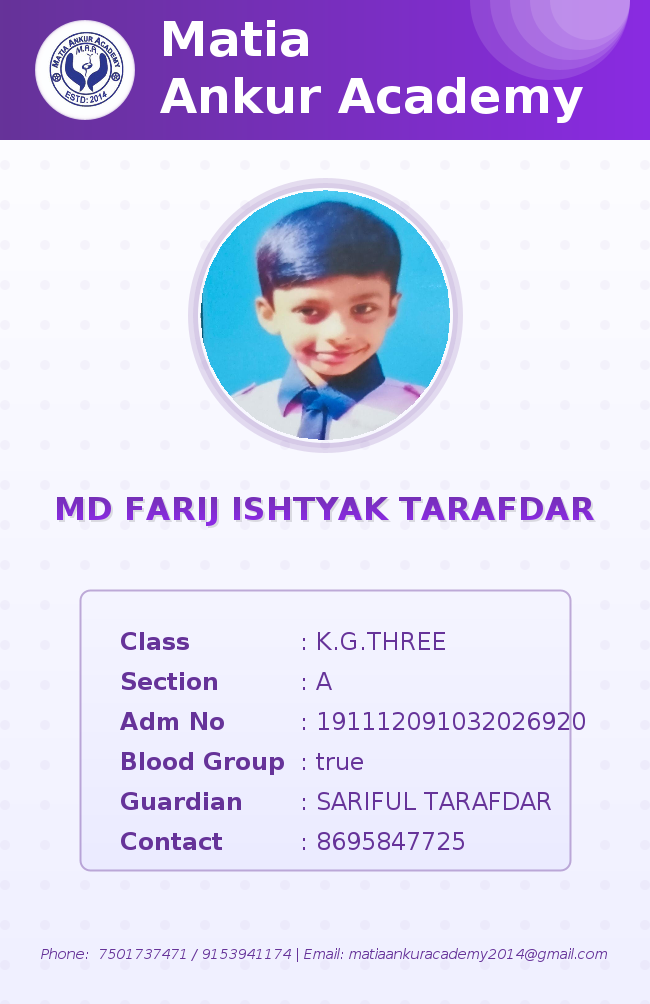 MATIA ANKUR ACADEMY
M.A.A
ESTD: 2014
Matia
Ankur Academy
MD FARIJ ISHTYAK TARAFDAR
Class : K.G.THREE
Section : A
Adm No : 191112091032026920
Blood Group : true
Guardian : SARIFUL TARAFDAR
Contact : 8695847725
Phone: 7501737471 / 9153941174 | Email: matiaankuracademy2014@gmail.com